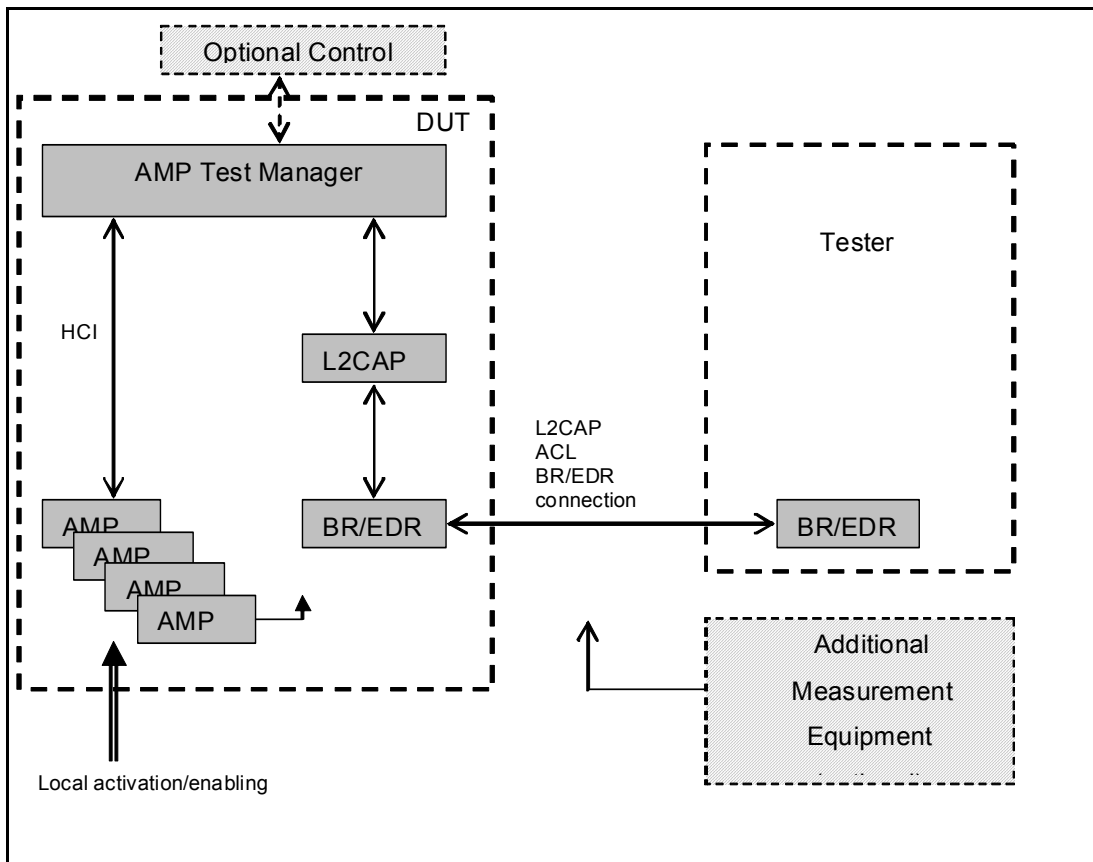 Optional Control
DUT
AMP Test Manager
Tester
HCI
L2CAP
L2CAP
ACL
BR/EDR
connection
AMP
AMP
AMP
AMP
BR/EDR
BR/EDR
Additional
Measurement
Equipment
Local activation/enabling